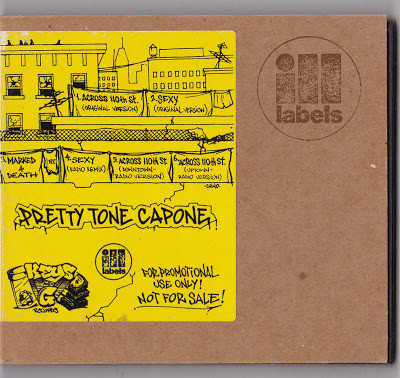 ill
labels
1. ACROSS 110TH ST.
(ORIGINAL VERSION)
2. SEXY
(ORIGINAL VERSION)
MARKED
4
DEATH
4. SEXY
(RADIO REMIX)
5. ACROSS 110TH ST.
(DOWNTOWN-
RADIO VERSION)
6. ACROSS 110TH ST.
(UPTOWN-
RADIO VERSION)
PRETTY TONE CAPONE
ill
labels
FOR PROMOTIONAL
USE ONLY!
NOT FOR SALE!
RECORDS